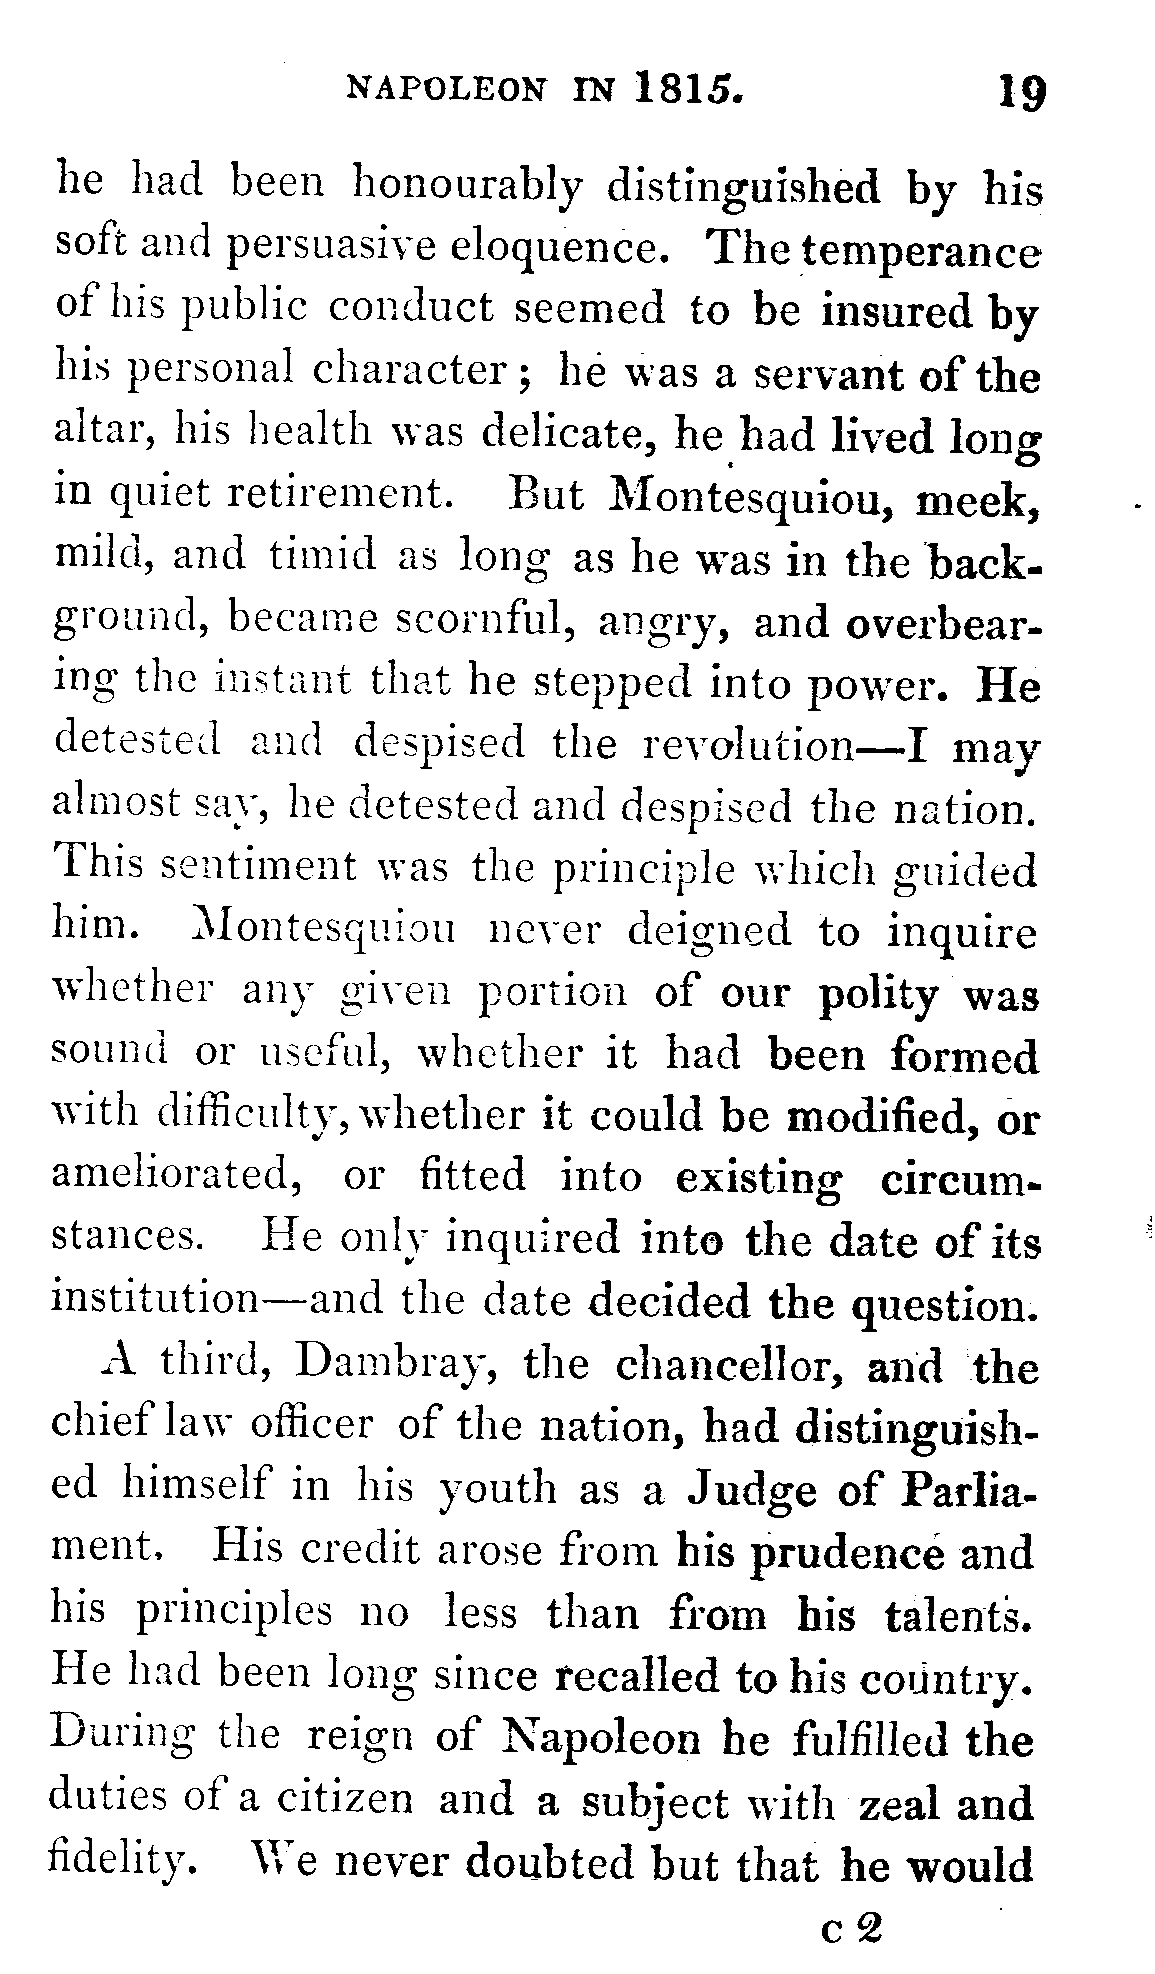 NAPOLEON IN 1815. 19
he had been honourably distinguished by his
soft and persuasive eloquence. The temperance
of his public conduct seemed to be insured by
his personal character; he was a servant of the
altar, his health was delicate, he had lived long
in quiet retirement. But Montesquiou, meek,
mild, and timid as long as he was in the back-
ground, became scornful, angry, and overbear-
ing the instant that he stepped into power. He
detested and despised the revolution—I may
almost say, he detested and despised the nation.
This sentiment was the principle which guided
him. Montesquiou never deigned to inquire
whether any given portion of our polity was
sound or useful, whether it had been formed
with difficulty, whether it could be modified, or
ameliorated, or fitted into existing circum-
stances. He only inquired into the date of its
institution—and the date decided the question.
A third, Dambray, the chancellor, and the
chief law officer of the nation, had distinguish-
ed himself in his youth as a Judge of Parlia-
ment. His credit arose from his prudence and
his principles no less than from his talents.
He had been long since recalled to his country.
During the reign of Napoleon he fulfilled the
duties of a citizen and a subject with zeal and
fidelity. We never doubted but that he would
C 2